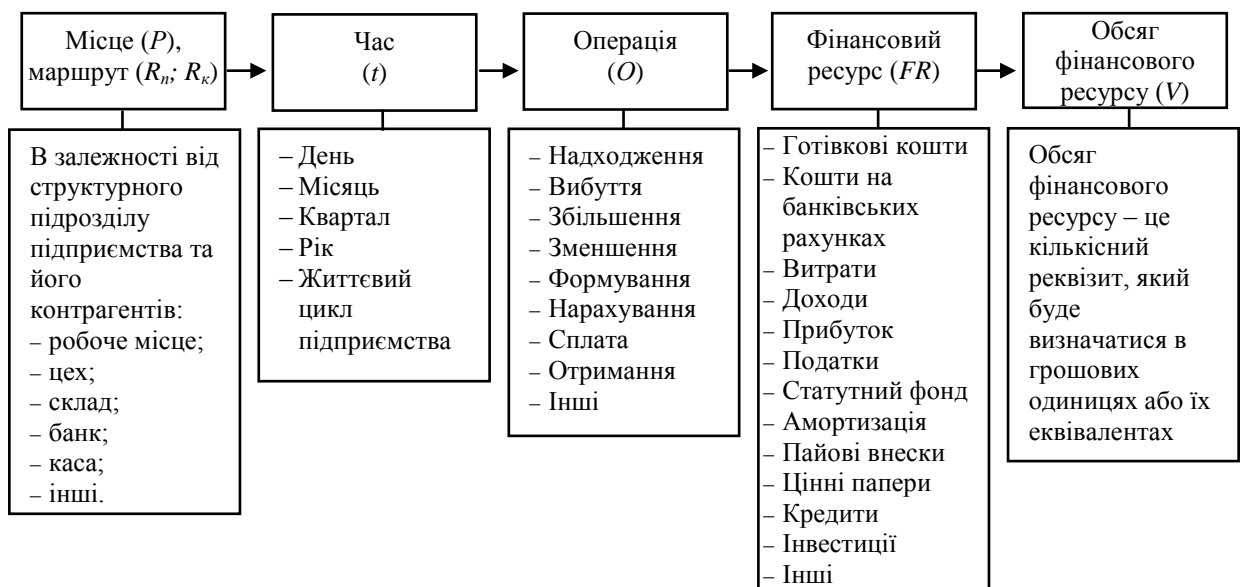 Місце (P),
маршрут (Rп; Rк)
Час
(t)
Операція
(O)
Фінансовий
ресурс (FR)
Обсяг
фінансового
ресурсу (V)
В залежності від
структурного
підрозділу
підприємства та
його
контрагентів:
– робоче місце;
– цех;
– склад;
– банк;
– каса;
– інші.
– День
– Місяць
– Квартал
– Рік
– Життєвий
цикл
підприємства
– Надходження
– Вибуття
– Збільшення
– Зменшення
– Формування
– Нарахування
– Сплата
– Отримання
– Інші
– Готівкові кошти
– Кошти на
банківських
рахунках
– Витрати
– Доходи
– Прибуток
– Податки
– Статутний фонд
– Амортизація
– Пайові внески
– Цінні папери
– Кредити
– Інвестиції
– Інші
Обсяг
фінансового
ресурсу – це
кількісний
реквізит, який
буде
визначатися в
грошових
одиницях або їх
еквівалентах